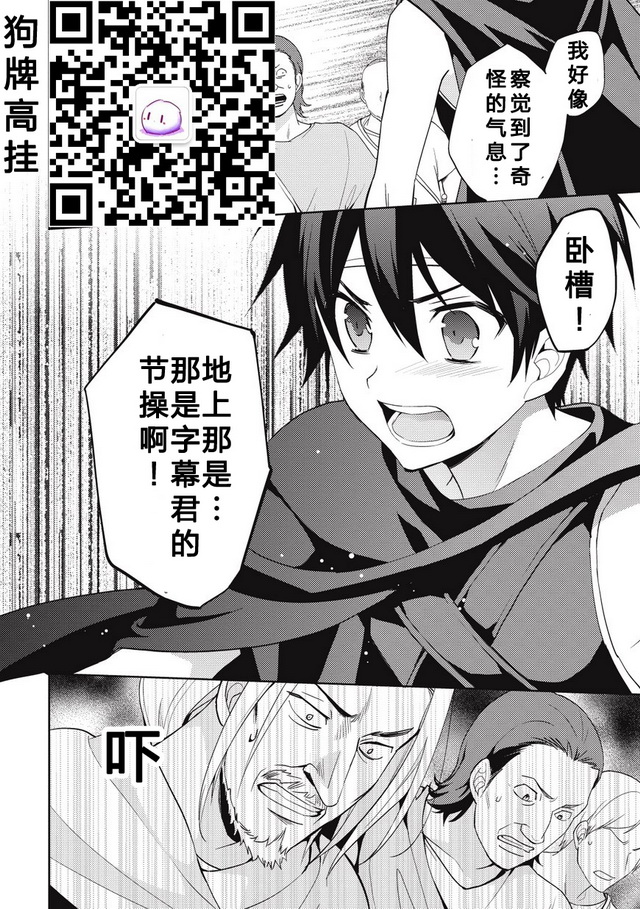 狗牌高挂
我好像
察觉到了奇
怪的气息…
卧槽！
地上那是…
那是字幕君的
节操啊！
吓